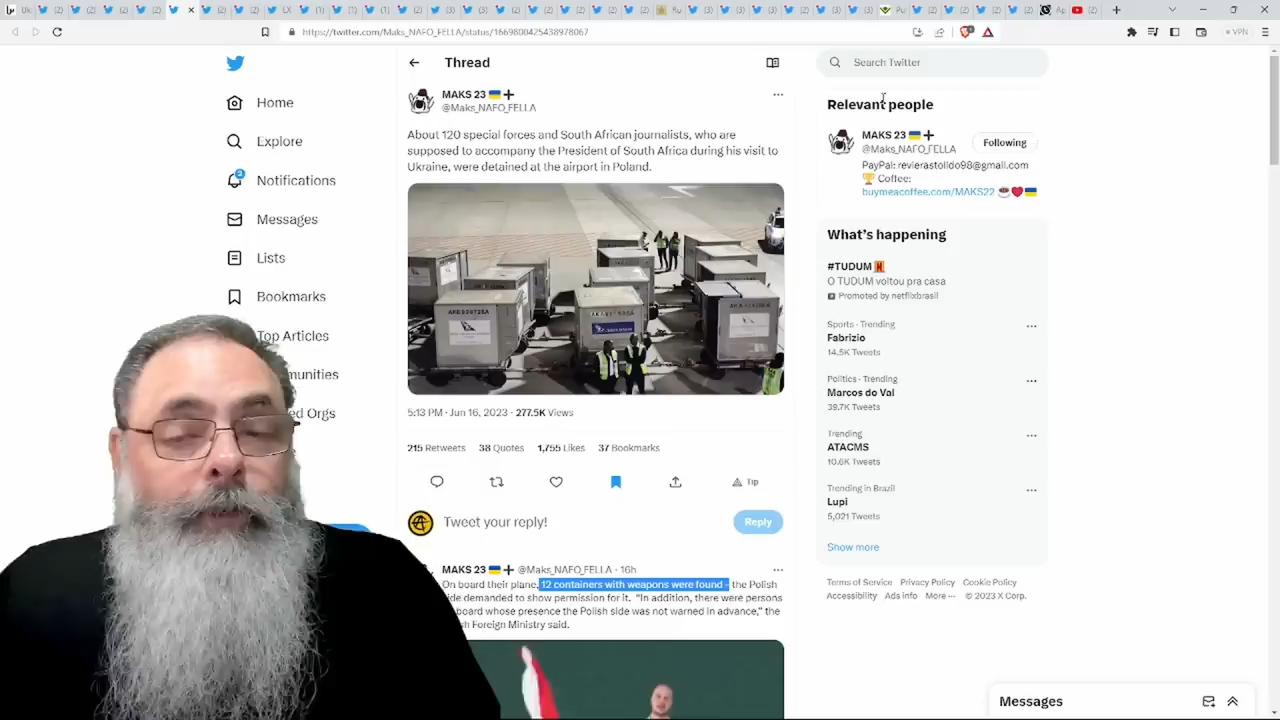 https://twitter.com/Maks_NAFO_FELLA/status/1669800425438978067
VPN
Home
Explore
2
Notifications
Messages
Lists
Bookmarks
Top Articles
Thread
MAKS 23
@Maks_NAFO_FELLA
About 120 special forces and South African journalists, who are
supposed to accompany the President of South Africa during his visit to
Ukraine, were detained at the airport in Poland.
5:13 PM · Jun 16, 2023 · 277.5K Views
215 Retweets 38 Quotes 1,755 Likes 37 Bookmarks
Tip
Tweet your reply!
Reply
MAKS 23 @Maks_NAFO_FELLA · 16h
On board their plane, 12 containers with weapons were found - the Polish
demanded to show permission for it. "In addition, there were persons
board whose presence the Polish side was not warned in advance," the
Foreign Ministry said.
Search Twitter
Relevant people
MAKS 23
@Maks_NAFO_FELLA
Following
PayPal: revierastolldo98@gmail.com
Coffee:
buymeacoffee.com/MAKS22
What's happening
#TUDUM
O TUDUM voltou pra casa
Promoted by netflixbrasil
Sports · Trending
Fabrizio
14.5K Tweets
Politics · Trending
Marcos do Val
39.7K Tweets
Trending
ATACMS
10.6K Tweets
Trending in Brazil
Lupi
5,021 Tweets
Show more
Terms of Service Privacy Policy Cookie Policy
Accessibility Ads info More ··· © 2023 X Corp.
Messages